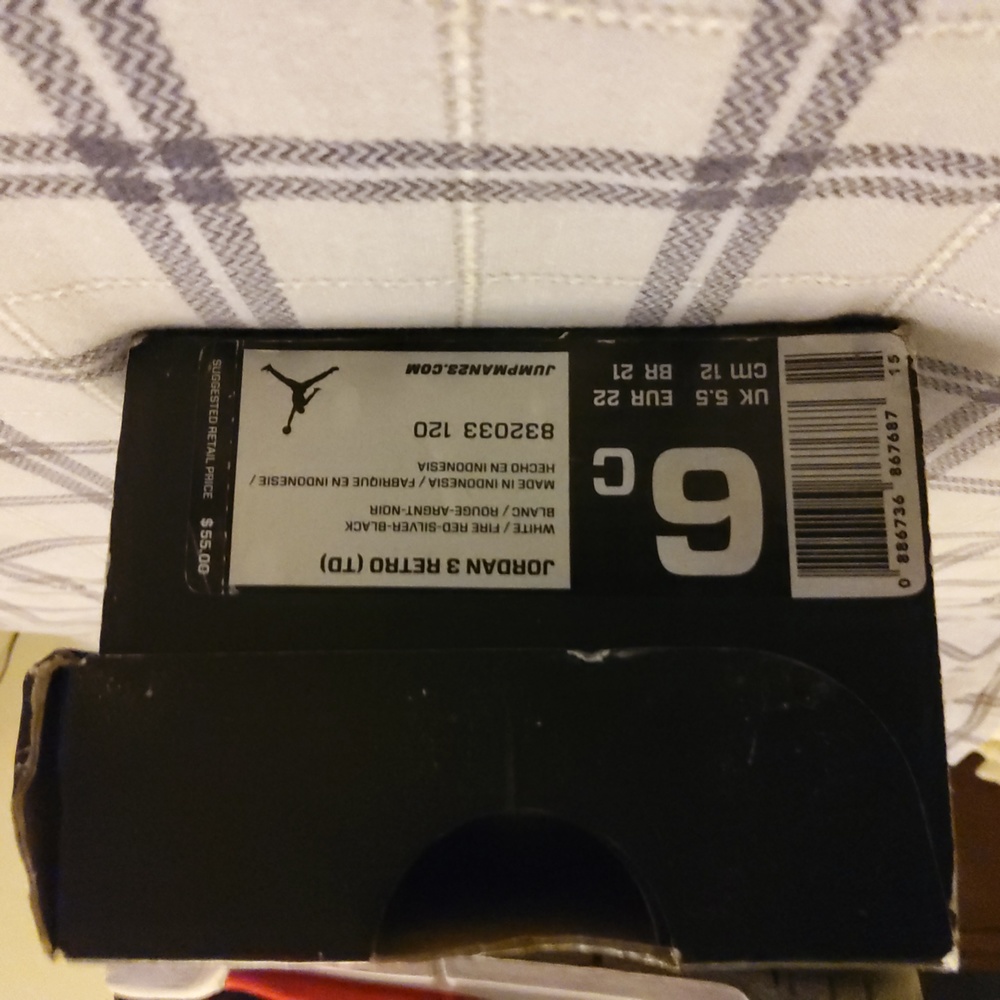 JORDAN 3 RETRO (TD)
WHITE / FIRE RED-SILVER-BLACK
BLANC / ROUGE-ARGNT-NOIR
MADE IN INDONESIA / FABRIQUE EN INDONESIE /
HECHO EN INDONESIA
832033 120
JUMPMAN23.COM
6C
UK 5.5 EUR 22
CM 12 BR 21
0 886736 867687 15
SUGGESTED RETAIL PRICE $55.00